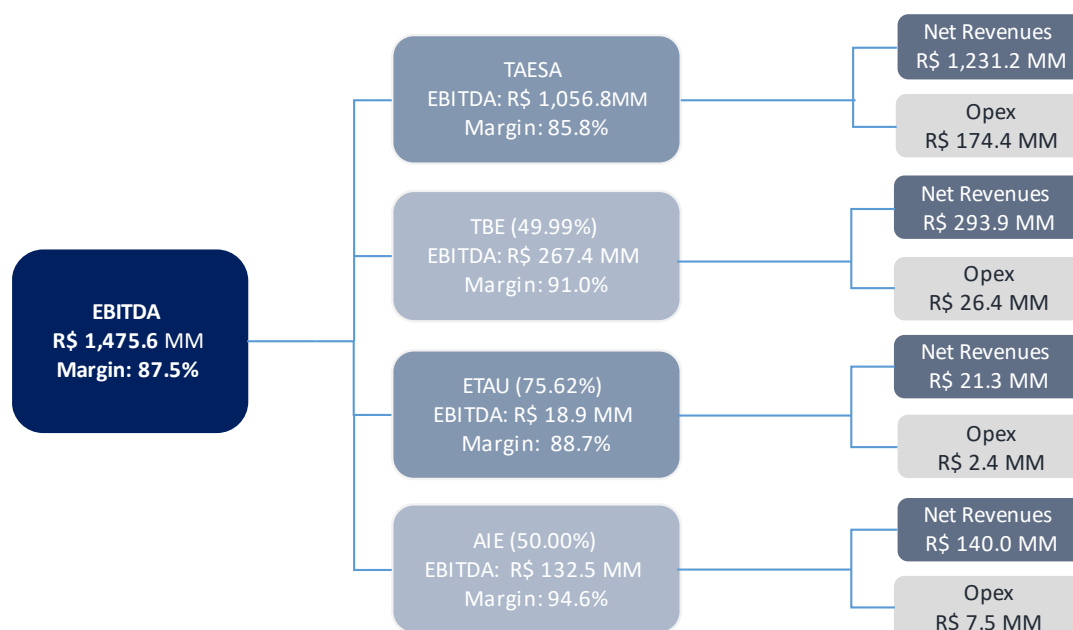 EBITDA
R$ 1,475.6 MM
Margin: 87.5%
TAESA
EBITDA: R$ 1,056.8MM
Margin: 85.8%
Net Revenues
R$ 1,231.2 MM
Opex
R$ 174.4 MM
TBE (49.99%)
EBITDA: R$ 267.4 MM
Margin: 91.0%
Net Revenues
R$ 293.9 MM
Opex
R$ 26.4 MM
ETAU (75.62%)
EBITDA: R$ 18.9 MM
Margin: 88.7%
Net Revenues
R$ 21.3 MM
Opex
R$ 2.4 MM
AIE (50.00%)
EBITDA: R$ 132.5 MM
Margin: 94.6%
Net Revenues
R$ 140.0 MM
Opex
R$ 7.5 MM